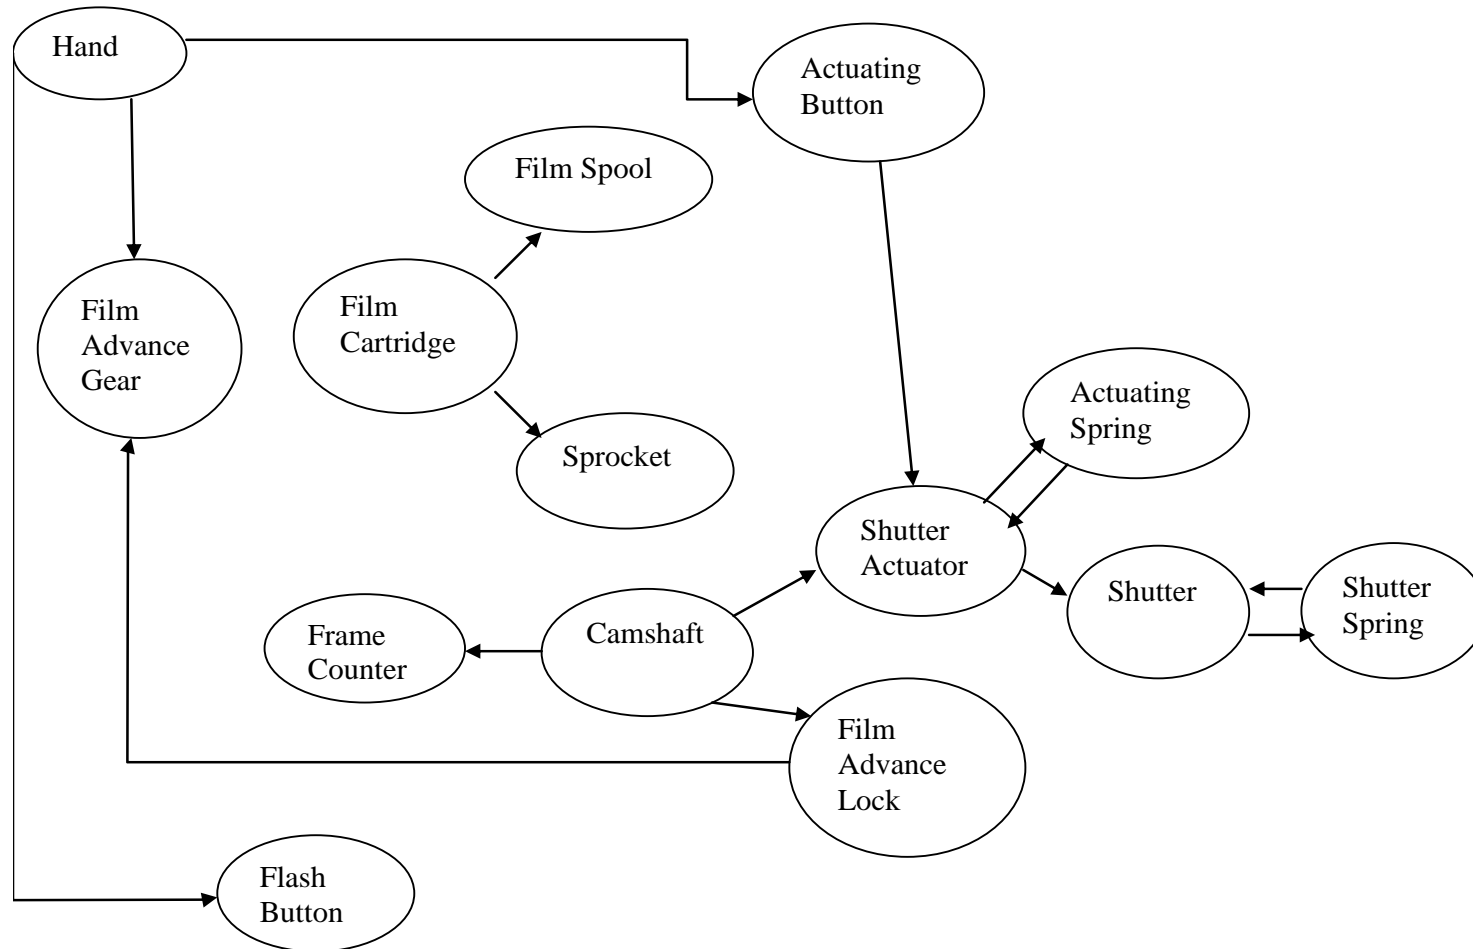 Hand
Actuating
Button
Film Spool
Film
Advance
Gear
Film
Cartridge
Actuating
Spring
Sprocket
Shutter
Actuator
Shutter
Shutter
Spring
Frame
Counter
Camshaft
Film
Advance
Lock
Flash
Button